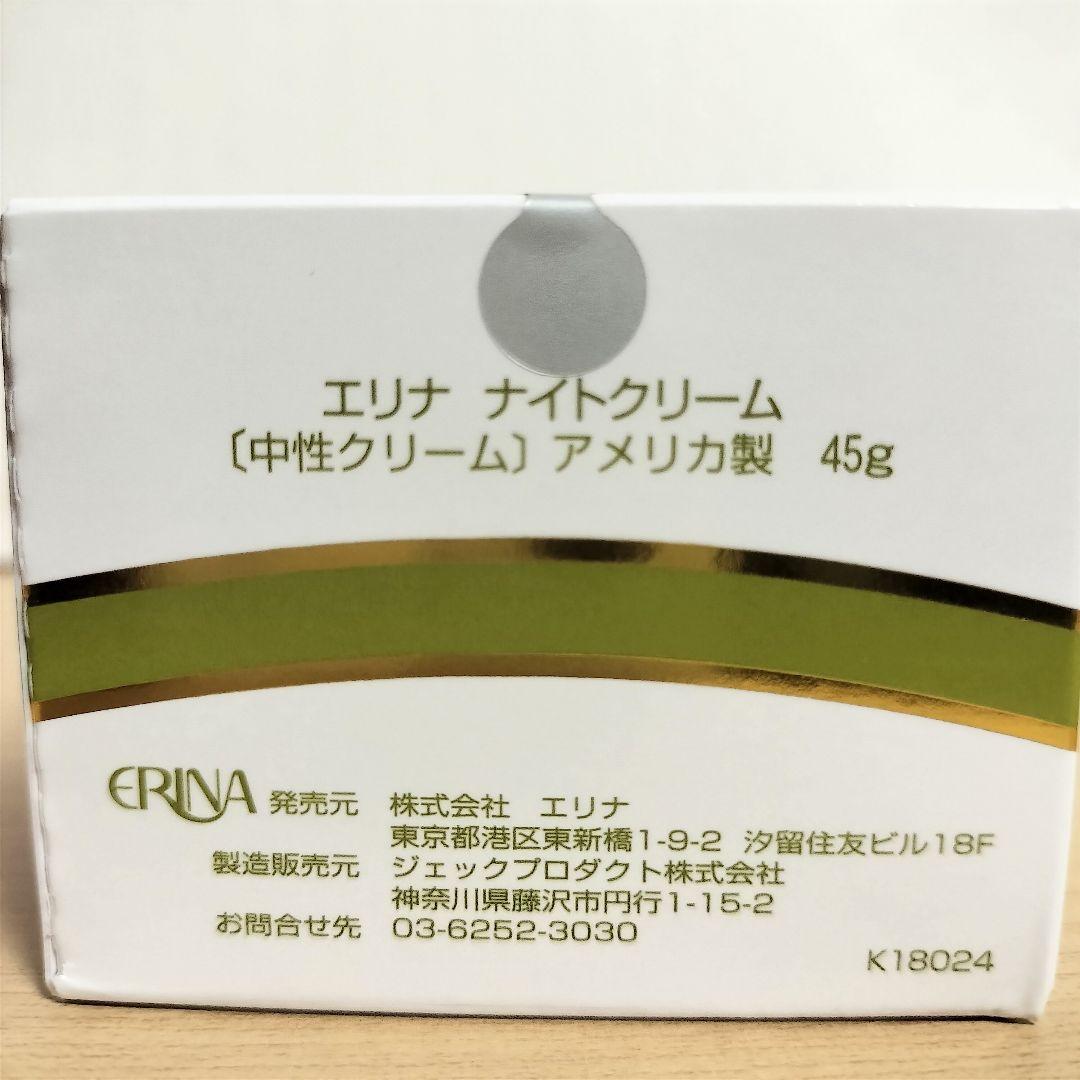 エリナ ナイトクリーム
〔中性クリーム〕アメリカ製 45g
ERINA 発売元 株式会社 エリナ
東京都港区東新橋1-9-2 汐留住友ビル18F
製造販売元 ジェックプロダクト株式会社
神奈川県藤沢市円行1-15-2
お問合せ先 03-6252-3030
K18024